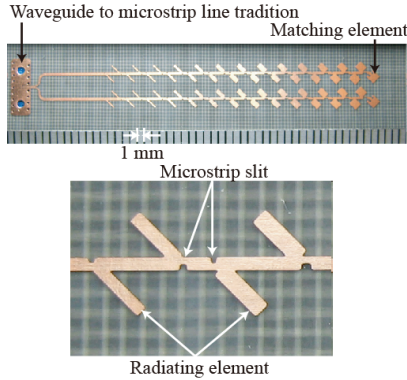 Waveguide to microstrip line tradition
Matching element
1 mm
Microstrip slit
Radiating element